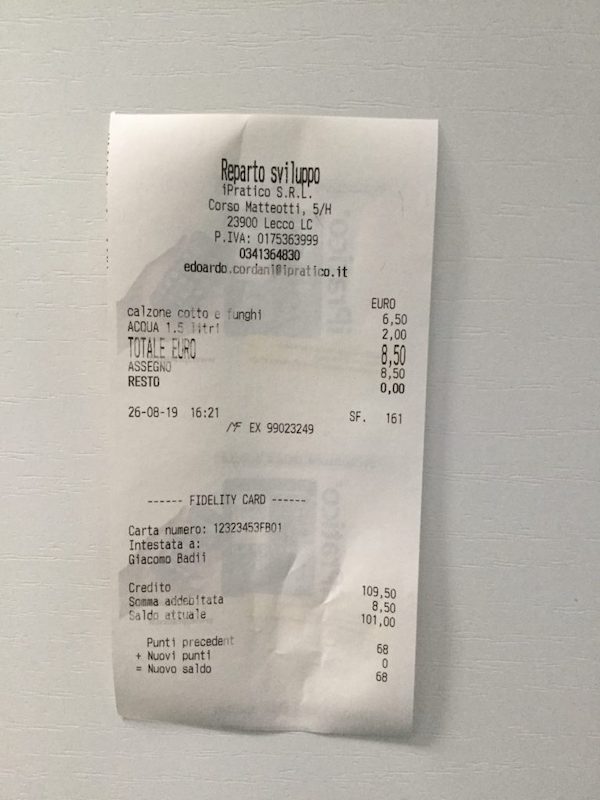 Reparto sviluppo
iPratico S.R.L.
Corso Matteotti, 5/H
23900 Lecco LC
P.IVA: 0175363999
0341364830
edoardo.cordani@ipratico.it
EURO
calzone cotto e funghi 6,50
ACQUA 1.5 litri 2,00
TOTALE EURO 8,50
ASSEGNO 8,50
RESTO 0,00
26-08-19 16:21 SF. 161
MF EX 99023249
------ FIDELITY CARD ------
Carta numero: 12323453FB01
Intestata a:
Giacomo Badii
Credito 109,50
Somma addebitata 8,50
Saldo attuale 101,00
Punti precedent 68
+ Nuovi punti 0
= Nuovo saldo 68